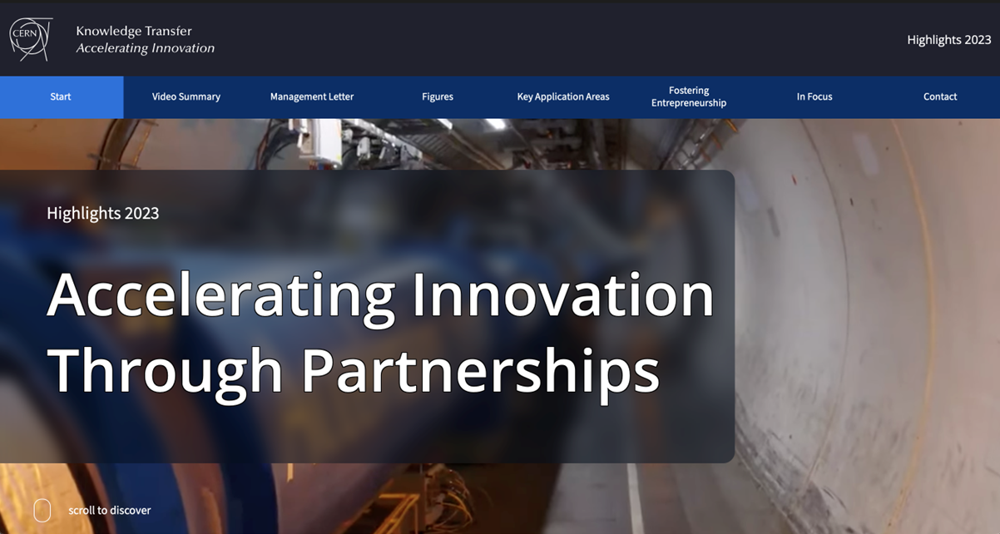 CERN
Knowledge Transfer
Accelerating Innovation
Highlights 2023
Start
Video Summary
Management Letter
Figures
Key Application Areas
Fostering
Entrepreneurship
In Focus
Contact
Highlights 2023
Accelerating Innovation
Through Partnerships
scroll to discover